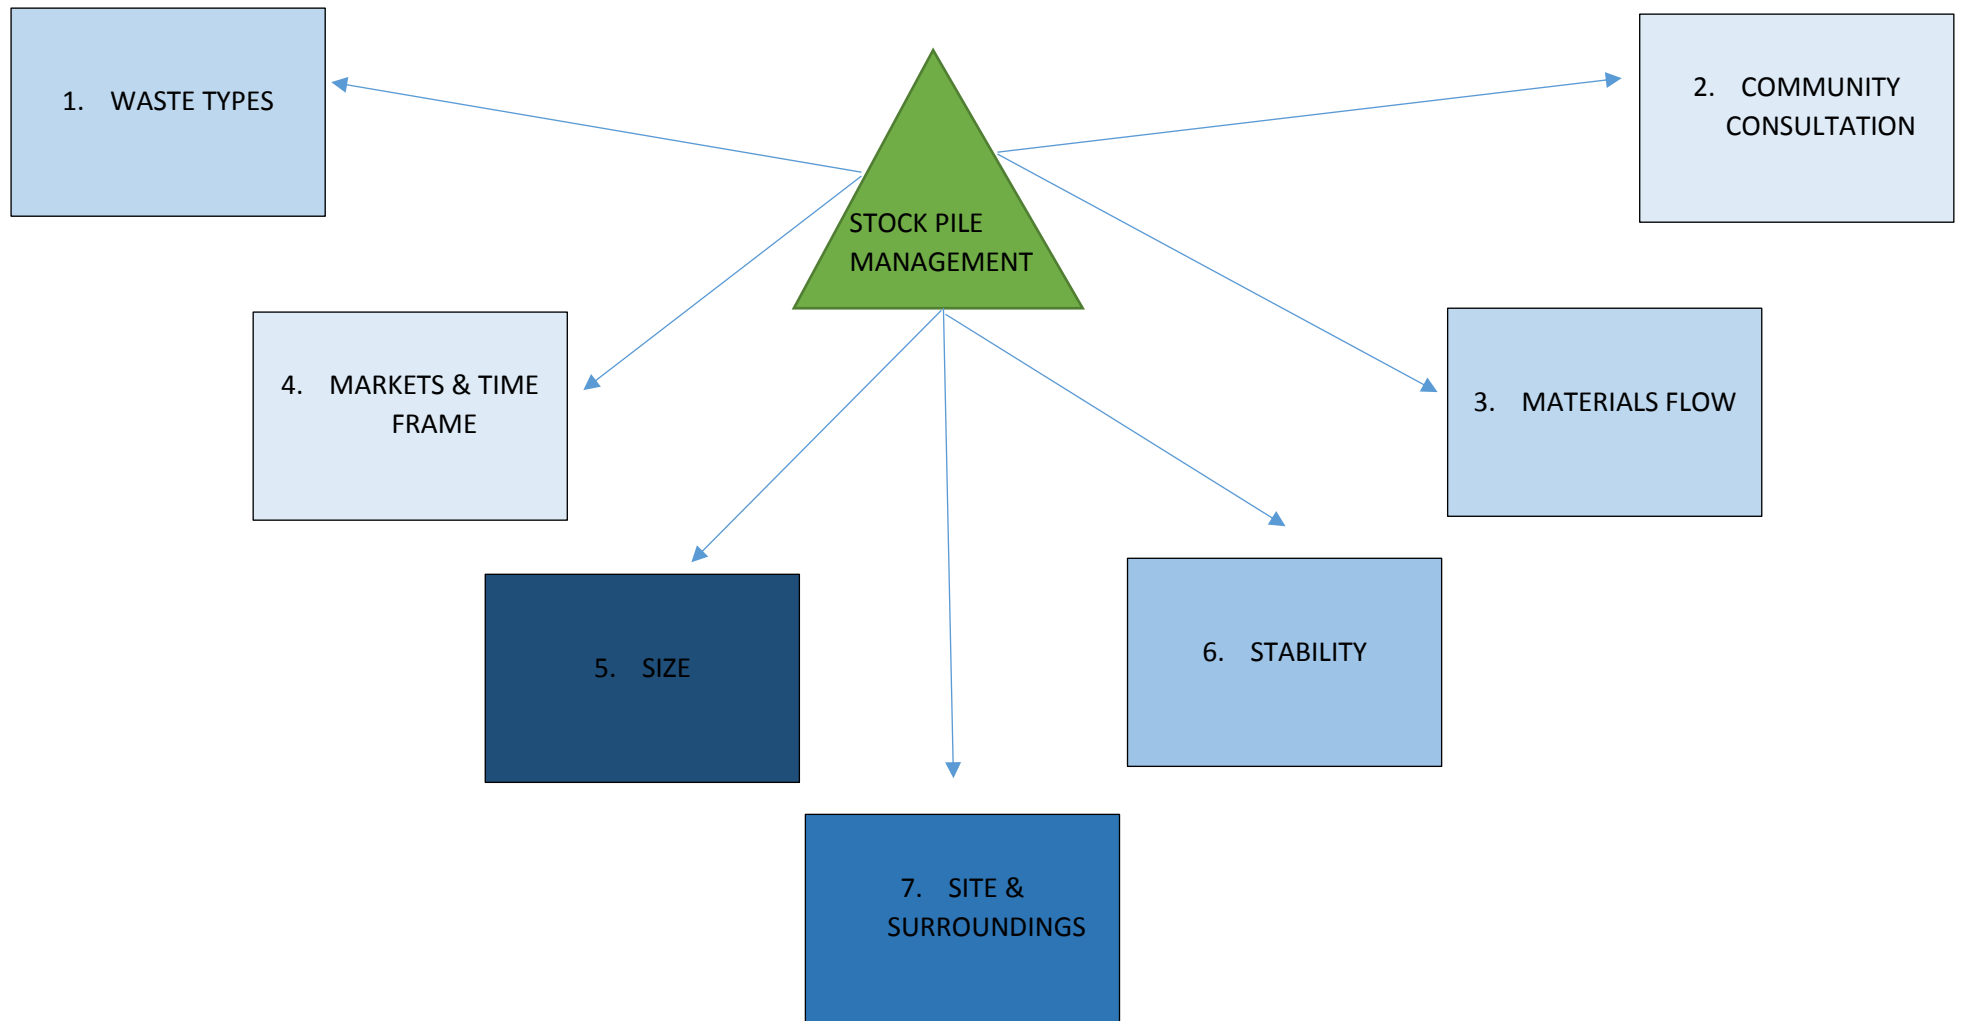 1. WASTE TYPES
2. COMMUNITY
CONSULTATION
STOCK PILE
MANAGEMENT
4. MARKETS & TIME
FRAME
3. MATERIALS FLOW
5. SIZE
6. STABILITY
7. SITE &
SURROUNDINGS